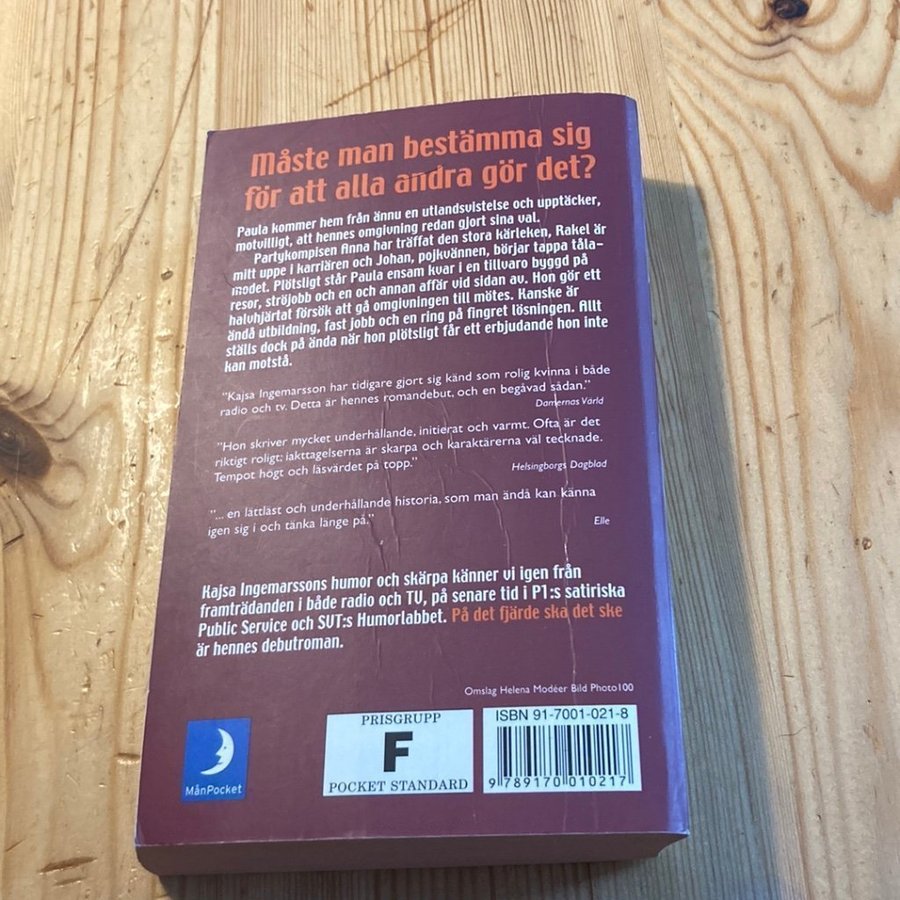 Måste man bestämma sig
för att alla andra gör det?
Paula kommer hem från ännu en utlandsvistelse och upptäcker,
motvilligt, att hennes omgivning redan gjort sina val.
Partykompisen Anna har träffat den stora kärleken, Rakel är
mitt uppe i karriären och Johan, pojkvännen, börjar tappa tåla-
modet. Plötsligt står Paula ensam kvar i en tillvaro byggd på
resor, ströjobb och en och annan affär vid sidan av. Hon gör ett
halvhjärtat försök att gå omgivningen till mötes. Kanske är
ändå utbildning, fast jobb och en ring på fingret lösningen. Allt
ställs dock på ända när hon plötsligt får ett erbjudande hon inte
kan motstå.
"Kajsa Ingemarsson har tidigare gjort sig känd som rolig kvinna i både
radio och tv. Detta är hennes romandebut, och en begåvad sådan."
Damernas Värld
"Hon skriver mycket underhållande, initierat och varmt. Ofta är det
riktigt roligt; iakttagelserna är skarpa och karaktärerna väl tecknade.
Tempot högt och läsvärdet på topp."
Helsingborgs Dagblad
"... en lättläst och underhållande historia, som man ändå kan känna
igen sig i och tänka länge på."
Elle
Kajsa Ingemarssons humor och skärpa känner vi igen från
framträdanden i både radio och TV, på senare tid i P1:s satiriska
Public Service och SVT:s Humorlabbet. På det fjärde ska det ske
är hennes debutroman.
Omslag Helena Modéer Bild Photo100
MånPocket
PRISGRUPP
F
POCKET STANDARD
ISBN 91-7001-021-8
9 789170 010217